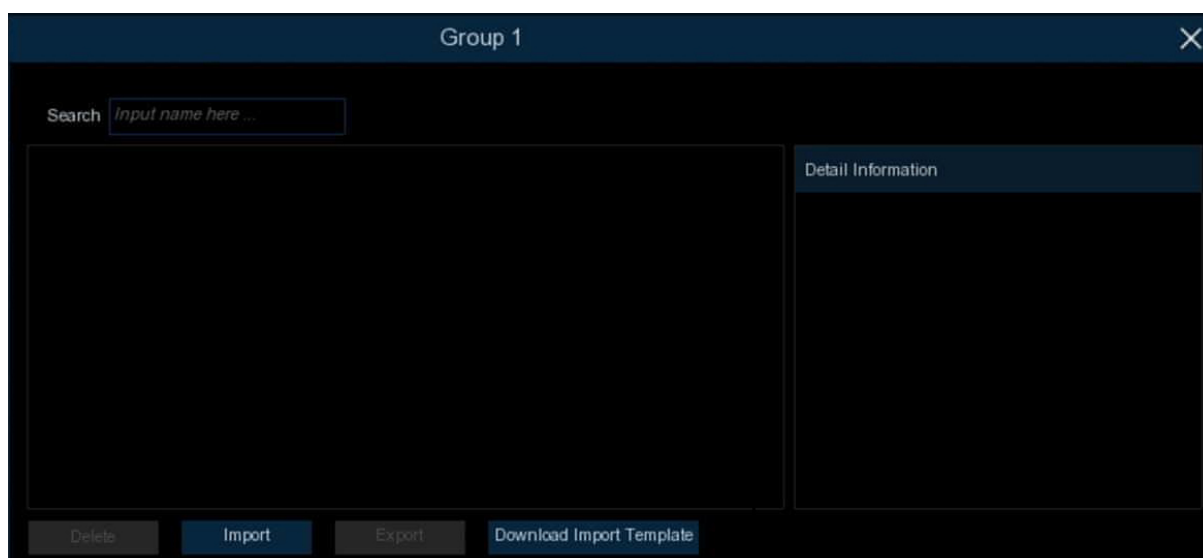 Group 1
Search Input name here ...
Detail Information
Delete Import Export Download Import Template